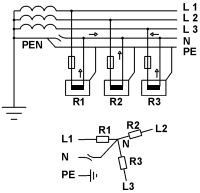 L 1
L 2
L 3
N
PE
PEN
R1 R2 R3
L1 R1 R2 L2
N N
PE R3
L3